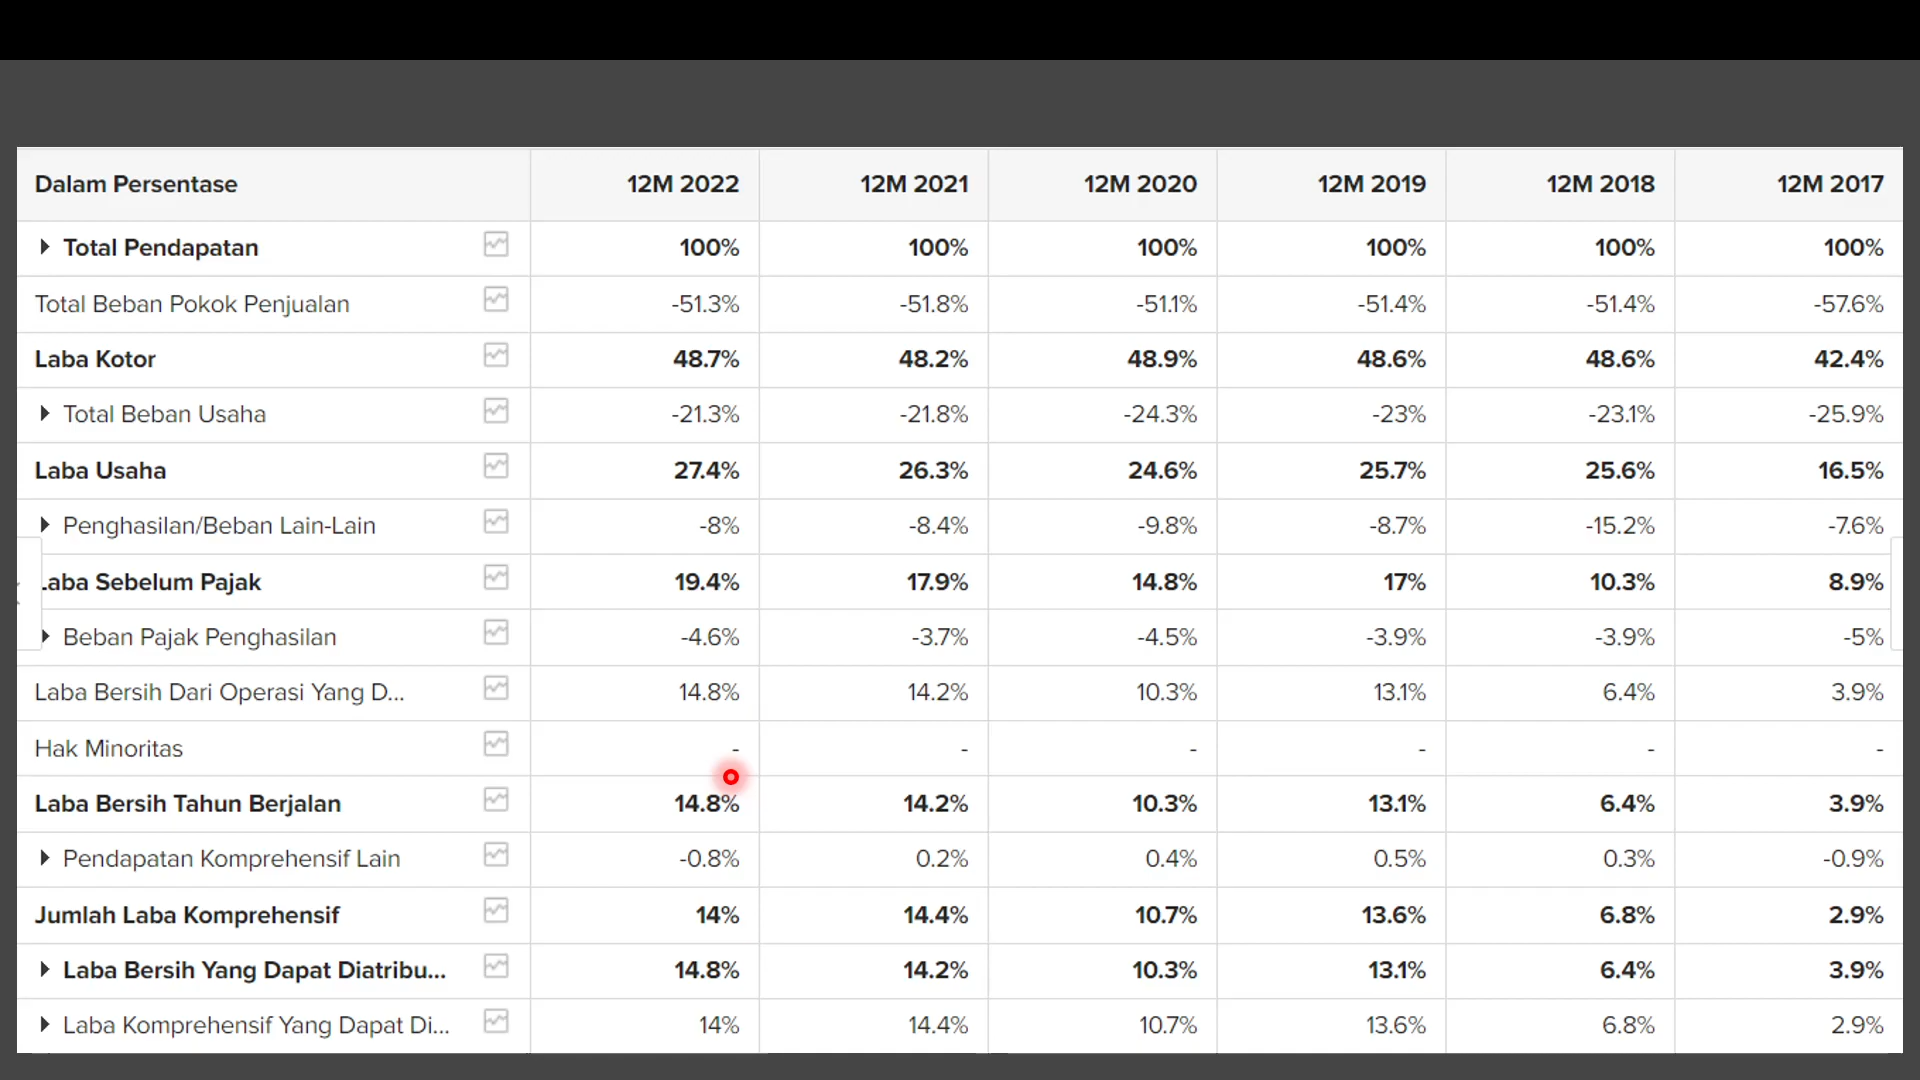 Dalam Persentase 12M 2022 12M 2021 12M 2020 12M 2019 12M 2018 12M 2017
Total Pendapatan 100% 100% 100% 100% 100% 100%
Total Beban Pokok Penjualan -51.3% -51.8% -51.1% -51.4% -51.4% -57.6%
Laba Kotor 48.7% 48.2% 48.9% 48.6% 48.6% 42.4%
Total Beban Usaha -21.3% -21.8% -24.3% -23% -23.1% -25.9%
Laba Usaha 27.4% 26.3% 24.6% 25.7% 25.6% 16.5%
Penghasilan/Beban Lain-Lain -8% -8.4% -9.8% -8.7% -15.2% -7.6%
Laba Sebelum Pajak 19.4% 17.9% 14.8% 17% 10.3% 8.9%
Beban Pajak Penghasilan -4.6% -3.7% -4.5% -3.9% -3.9% -5%
Laba Bersih Dari Operasi Yang D... 14.8% 14.2% 10.3% 13.1% 6.4% 3.9%
Hak Minoritas - - - - - -
Laba Bersih Tahun Berjalan 14.8% 14.2% 10.3% 13.1% 6.4% 3.9%
Pendapatan Komprehensif Lain -0.8% 0.2% 0.4% 0.5% 0.3% -0.9%
Jumlah Laba Komprehensif 14% 14.4% 10.7% 13.6% 6.8% 2.9%
Laba Bersih Yang Dapat Diatribu... 14.8% 14.2% 10.3% 13.1% 6.4% 3.9%
Laba Komprehensif Yang Dapat Di... 14% 14.4% 10.7% 13.6% 6.8% 2.9%